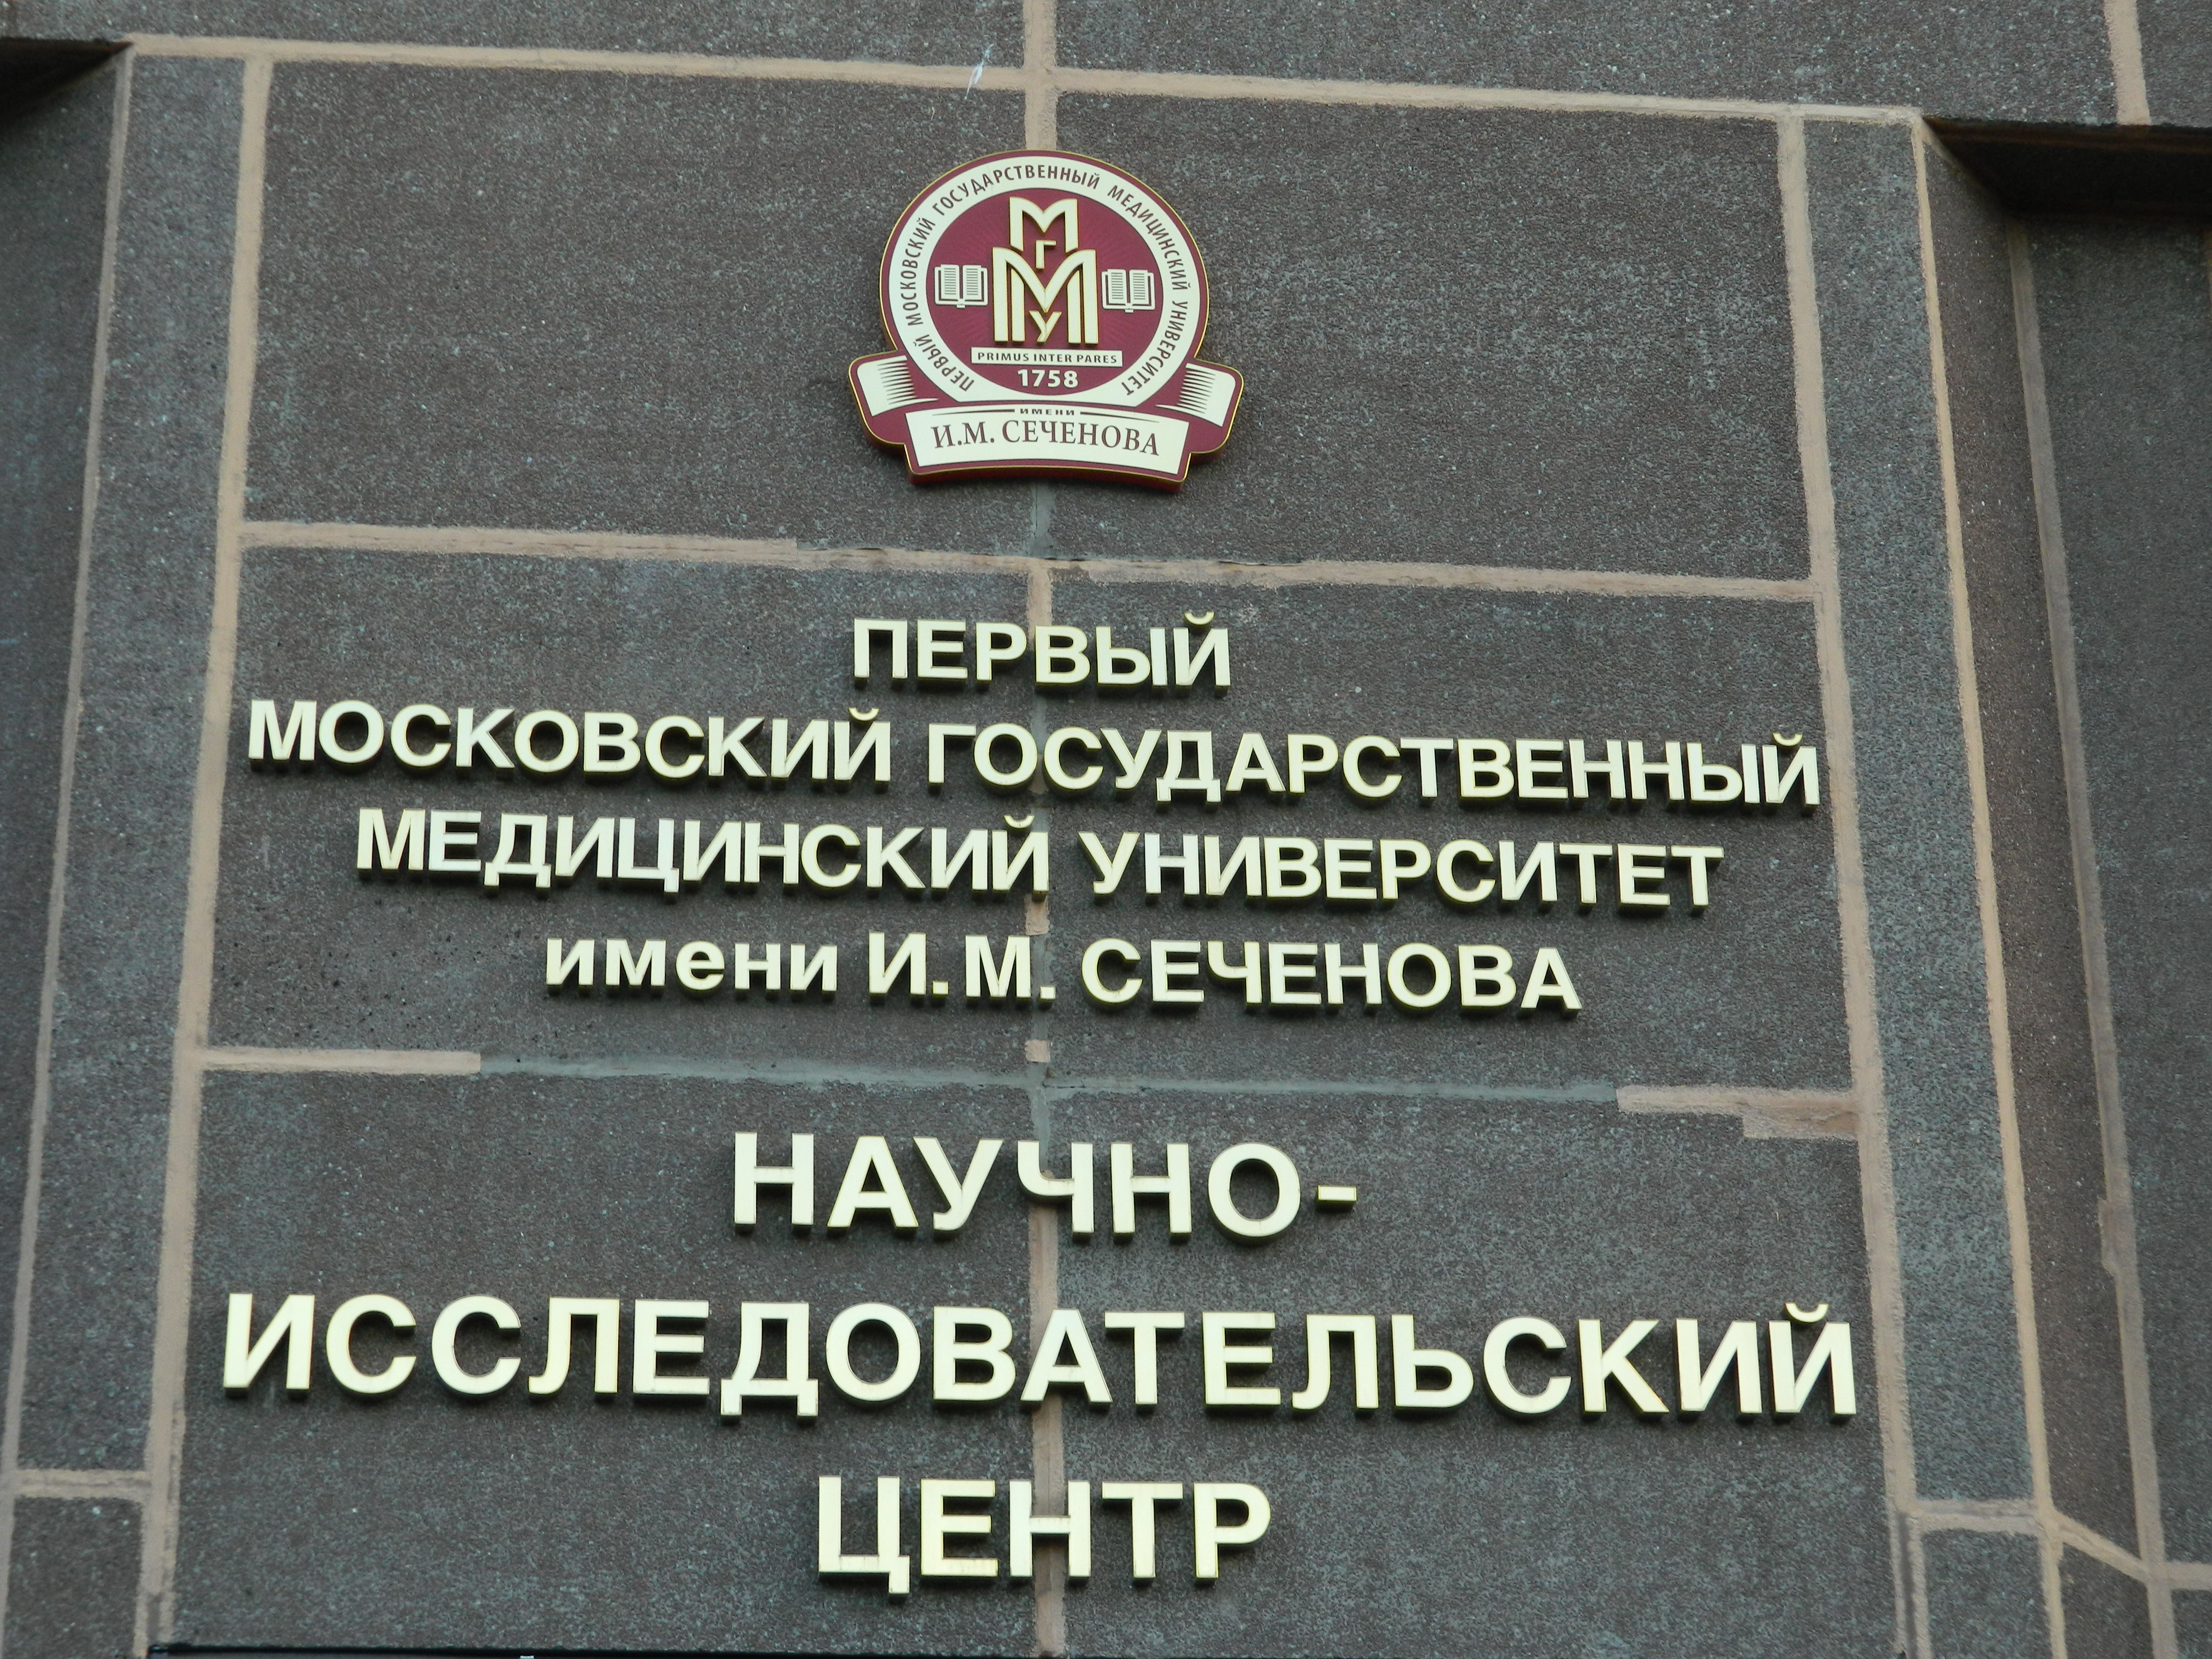 ПЕРВЫЙ МОСКОВСКИЙ ГОСУДАРСТВЕННЫЙ МЕДИЦИНСКИЙ УНИВЕРСИТЕТ
М
Г
М
У
PRIMUS INTER PARES
1758
ИМЕНИ
И.М. СЕЧЕНОВА
ПЕРВЫЙ
МОСКОВСКИЙ ГОСУДАРСТВЕННЫЙ
МЕДИЦИНСКИЙ УНИВЕРСИТЕТ
имени И.М. СЕЧЕНОВА
НАУЧНО-
ИССЛЕДОВАТЕЛЬСКИЙ
ЦЕНТР